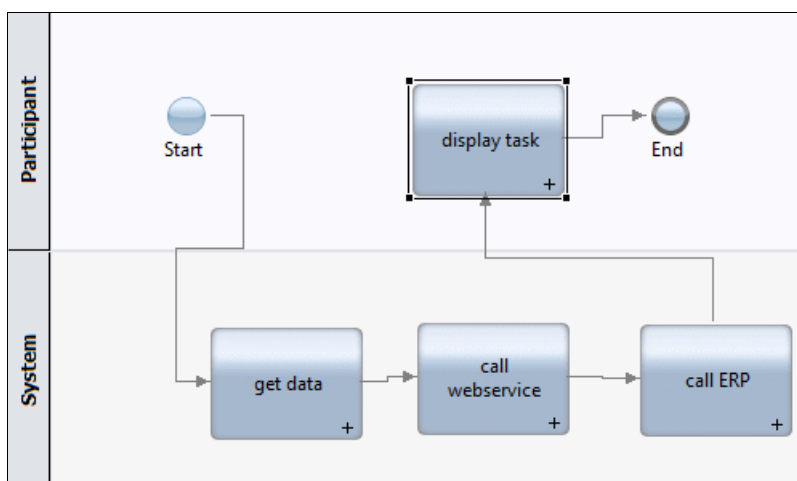 Participant
Start
display task
+
End
System
get data
+
call
webservice
+
call ERP
+